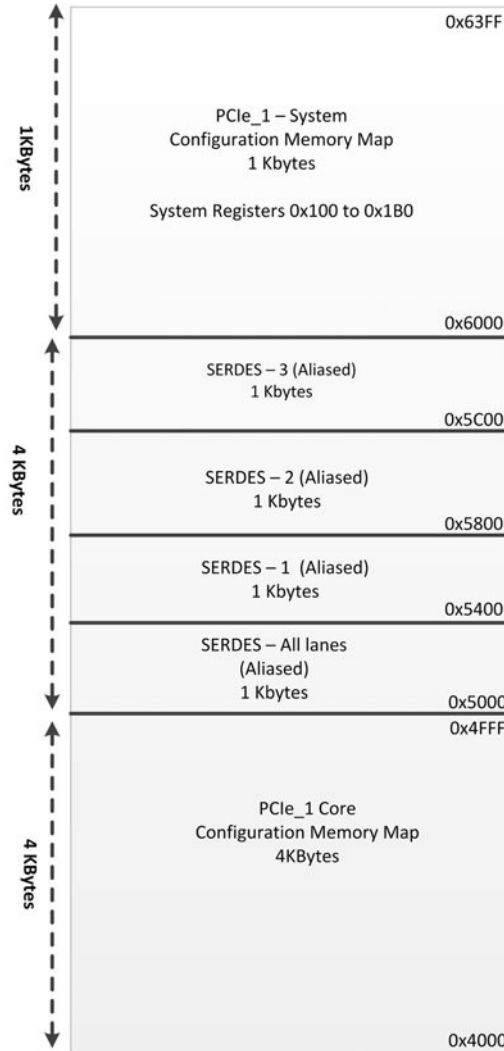 0x63FF
PCIe_1 – System
Configuration Memory Map
1 Kbytes
System Registers 0x100 to 0x1B0
1KBytes
0x6000
SERDES – 3 (Aliased)
1 Kbytes
0x5C00
SERDES – 2 (Aliased)
1 Kbytes
0x5800
4 KBytes
SERDES – 1 (Aliased)
1 Kbytes
0x5400
SERDES – All lanes
(Aliased)
1 Kbytes
0x5000
0x4FFF
PCIe_1 Core
Configuration Memory Map
4KBytes
4 KBytes
0x4000